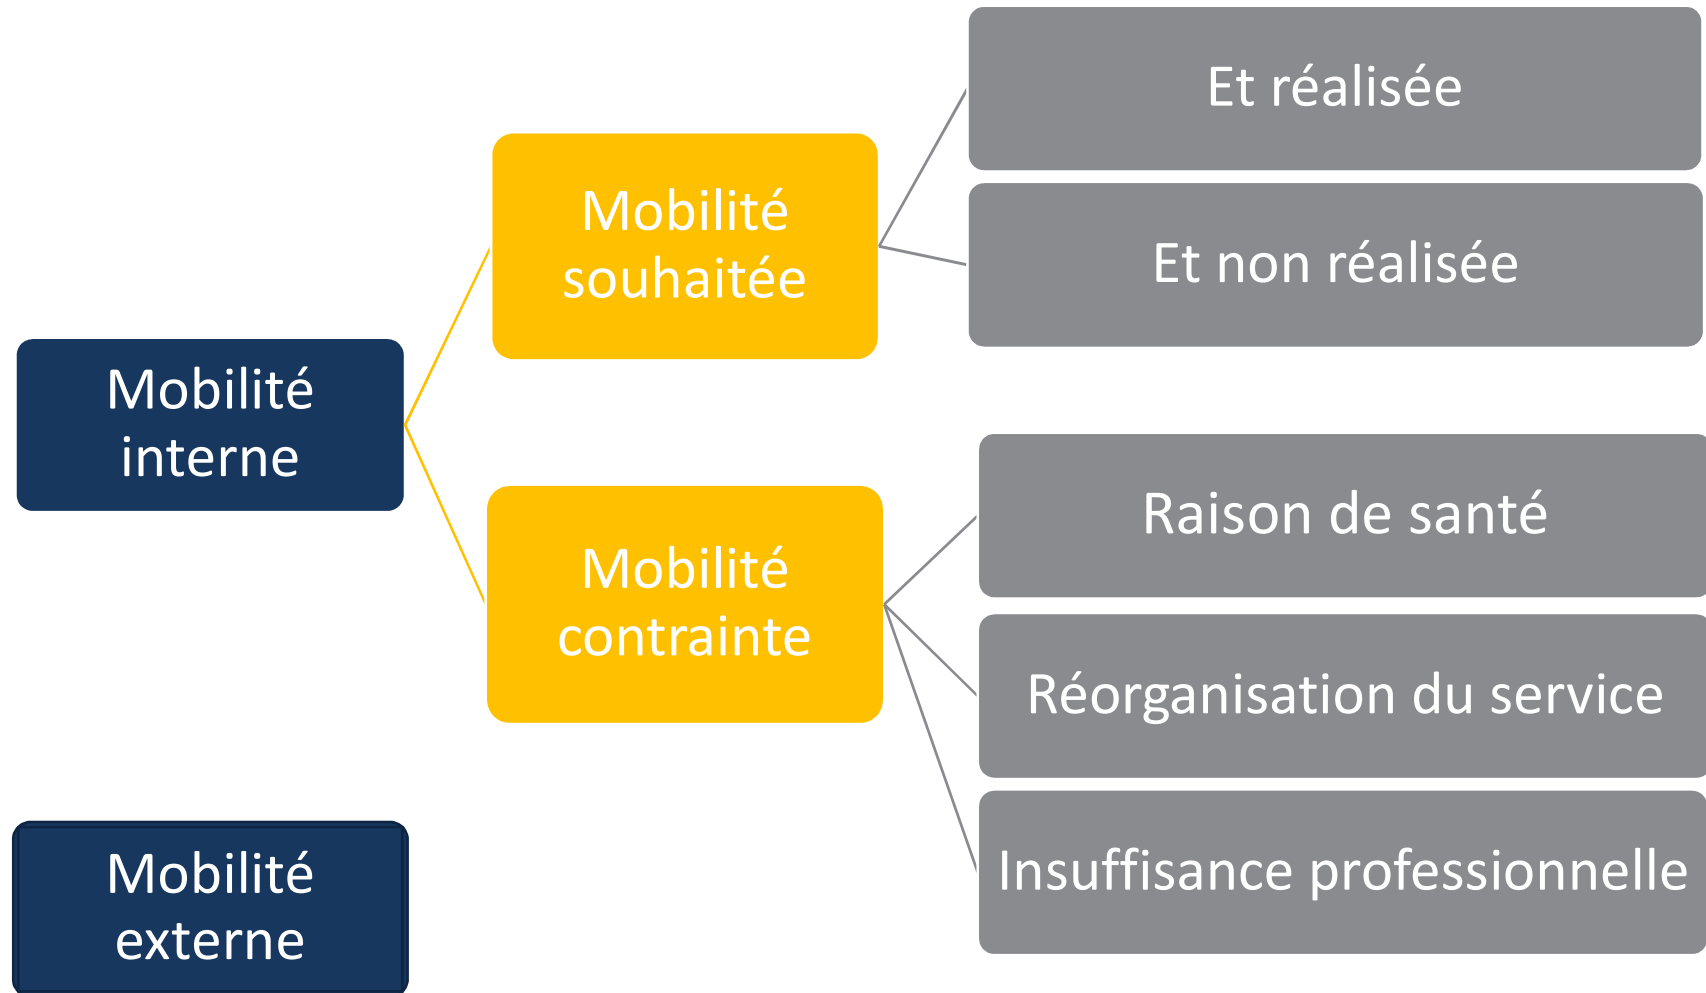 Mobilité
interne
Mobilité
souhaitée
Et réalisée
Et non réalisée
Mobilité
contrainte
Raison de santé
Réorganisation du service
Insuffisance professionnelle
Mobilité
externe